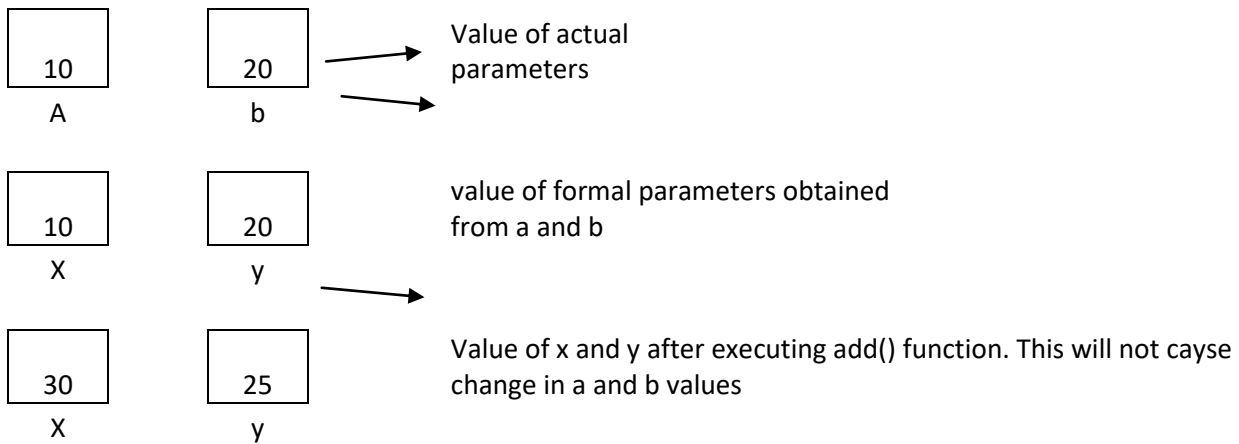 10 20
Value of actual
parameters
A b
10 20
value of formal parameters obtained
from a and b
X y
30 25
Value of x and y after executing add() function. This will not cayse
change in a and b values
X y